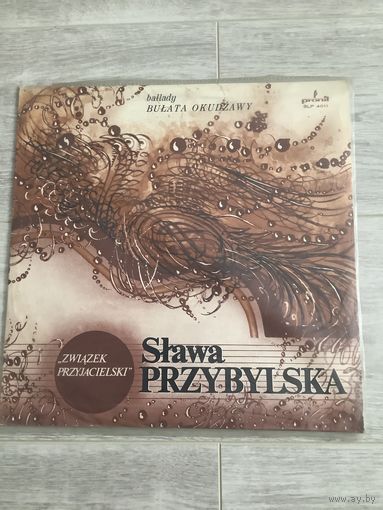 ballady
BUŁATA OKUDŻAWY
pronit
SLP 4011
„ZWIĄZEK
PRZYJACIELSKI”
Sława
PRZYBYLSKA
www.ay.by